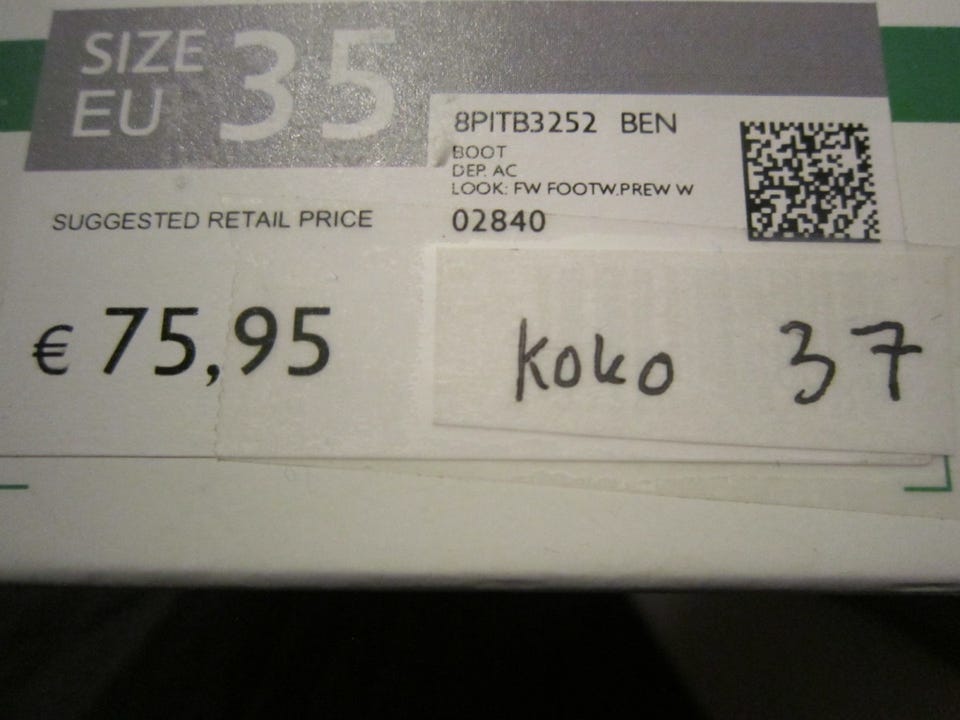 SIZE 35
EU
8PITB3252 BEN
BOOT
DEP. AC
LOOK: FW FOOTW.PREW W
02840
SUGGESTED RETAIL PRICE
€ 75,95
koko 37